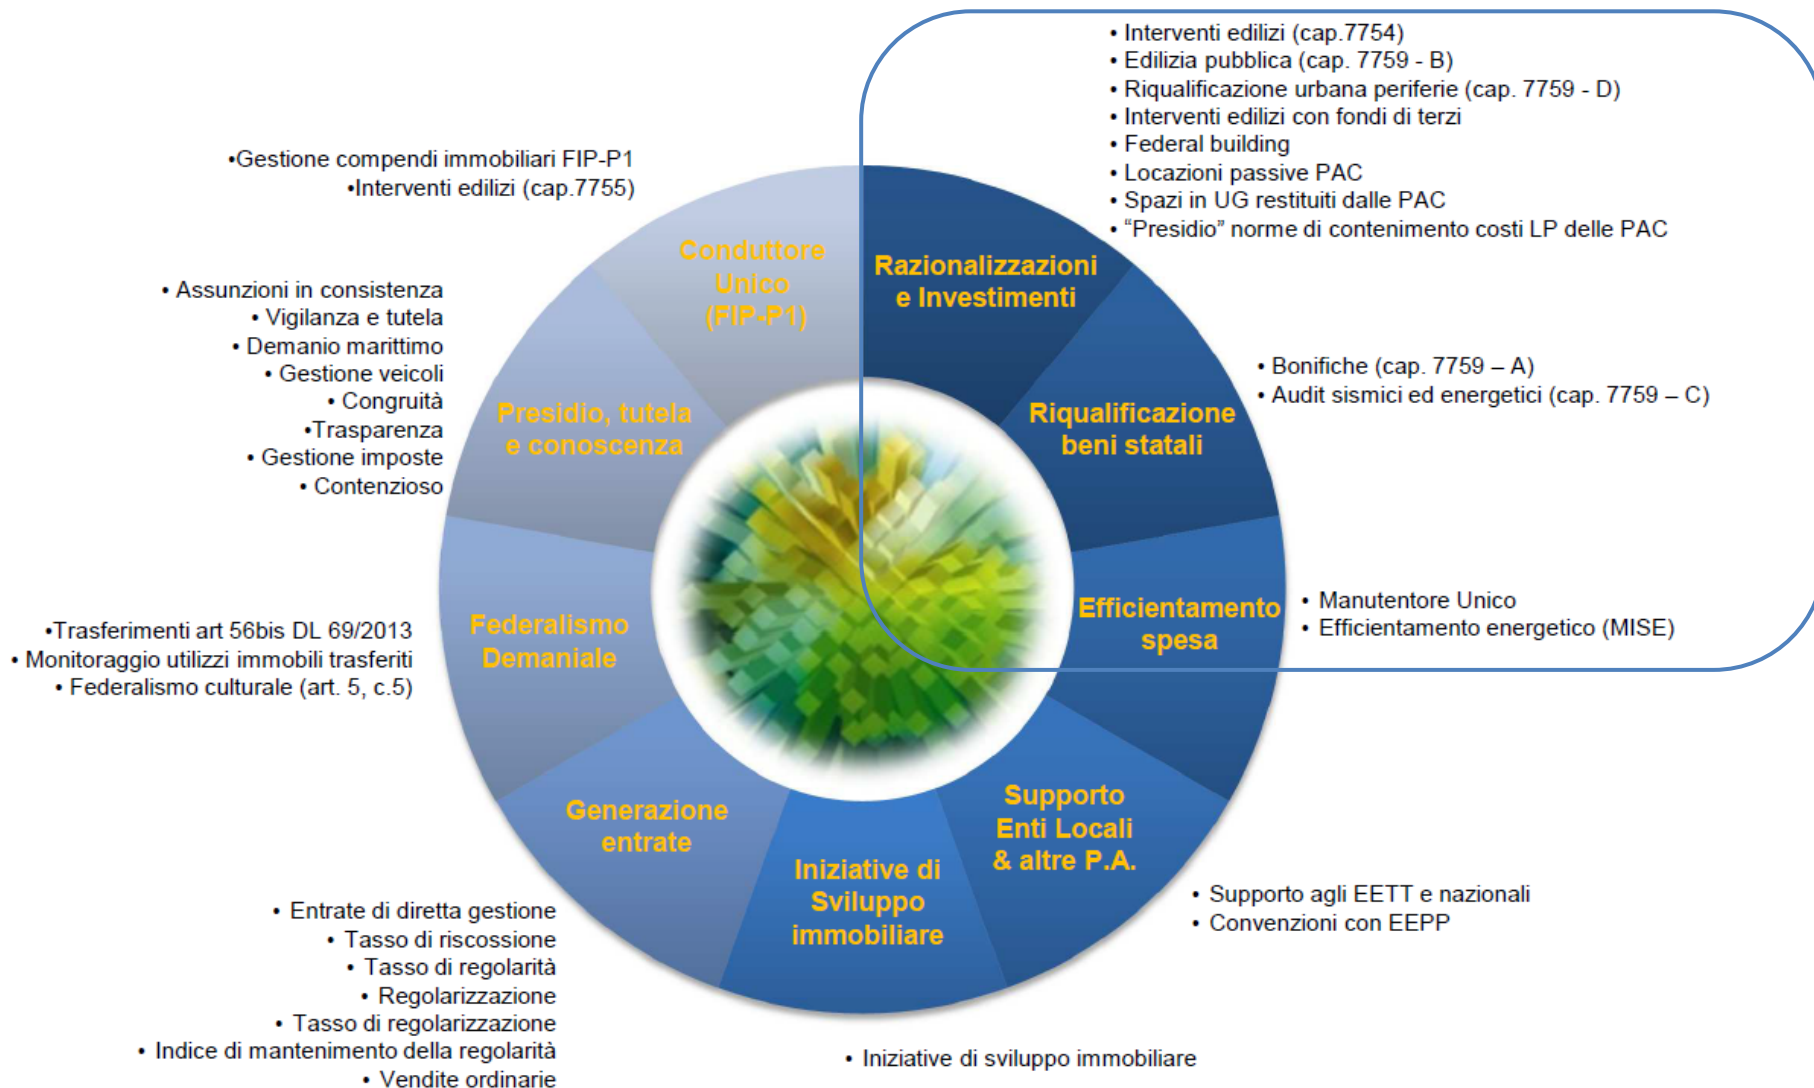 • Interventi edilizi (cap.7754)
• Edilizia pubblica (cap. 7759 - B)
• Riqualificazione urbana periferie (cap. 7759 - D)
• Interventi edilizi con fondi di terzi
• Federal building
• Locazioni passive PAC
• Spazi in UG restituiti dalle PAC
• “Presidio” norme di contenimento costi LP delle PAC
•Gestione compendi immobiliari FIP-P1
•Interventi edilizi (cap.7755)
Conduttore
Unico
(FIP-P1)
Razionalizzazioni
e Investimenti
• Assunzioni in consistenza
• Vigilanza e tutela
• Demanio marittimo
• Gestione veicoli
• Congruità
•Trasparenza
• Gestione imposte
• Contenzioso
Presidio, tutela
e conoscenza
Riqualificazione
beni statali
• Bonifiche (cap. 7759 – A)
• Audit sismici ed energetici (cap. 7759 – C)
•Trasferimenti art 56bis DL 69/2013
• Monitoraggio utilizzi immobili trasferiti
• Federalismo culturale (art. 5, c.5)
Federalismo
Demaniale
Efficientamento
spesa
• Manutentore Unico
• Efficientamento energetico (MISE)
Generazione
entrate
Iniziative di
Sviluppo
immobiliare
Supporto
Enti Locali
& altre P.A.
• Supporto agli EETT e nazionali
• Convenzioni con EEPP
• Entrate di diretta gestione
• Tasso di riscossione
• Tasso di regolarità
• Regolarizzazione
• Tasso di regolarizzazione
• Indice di mantenimento della regolarità
• Vendite ordinarie
• Iniziative di sviluppo immobiliare